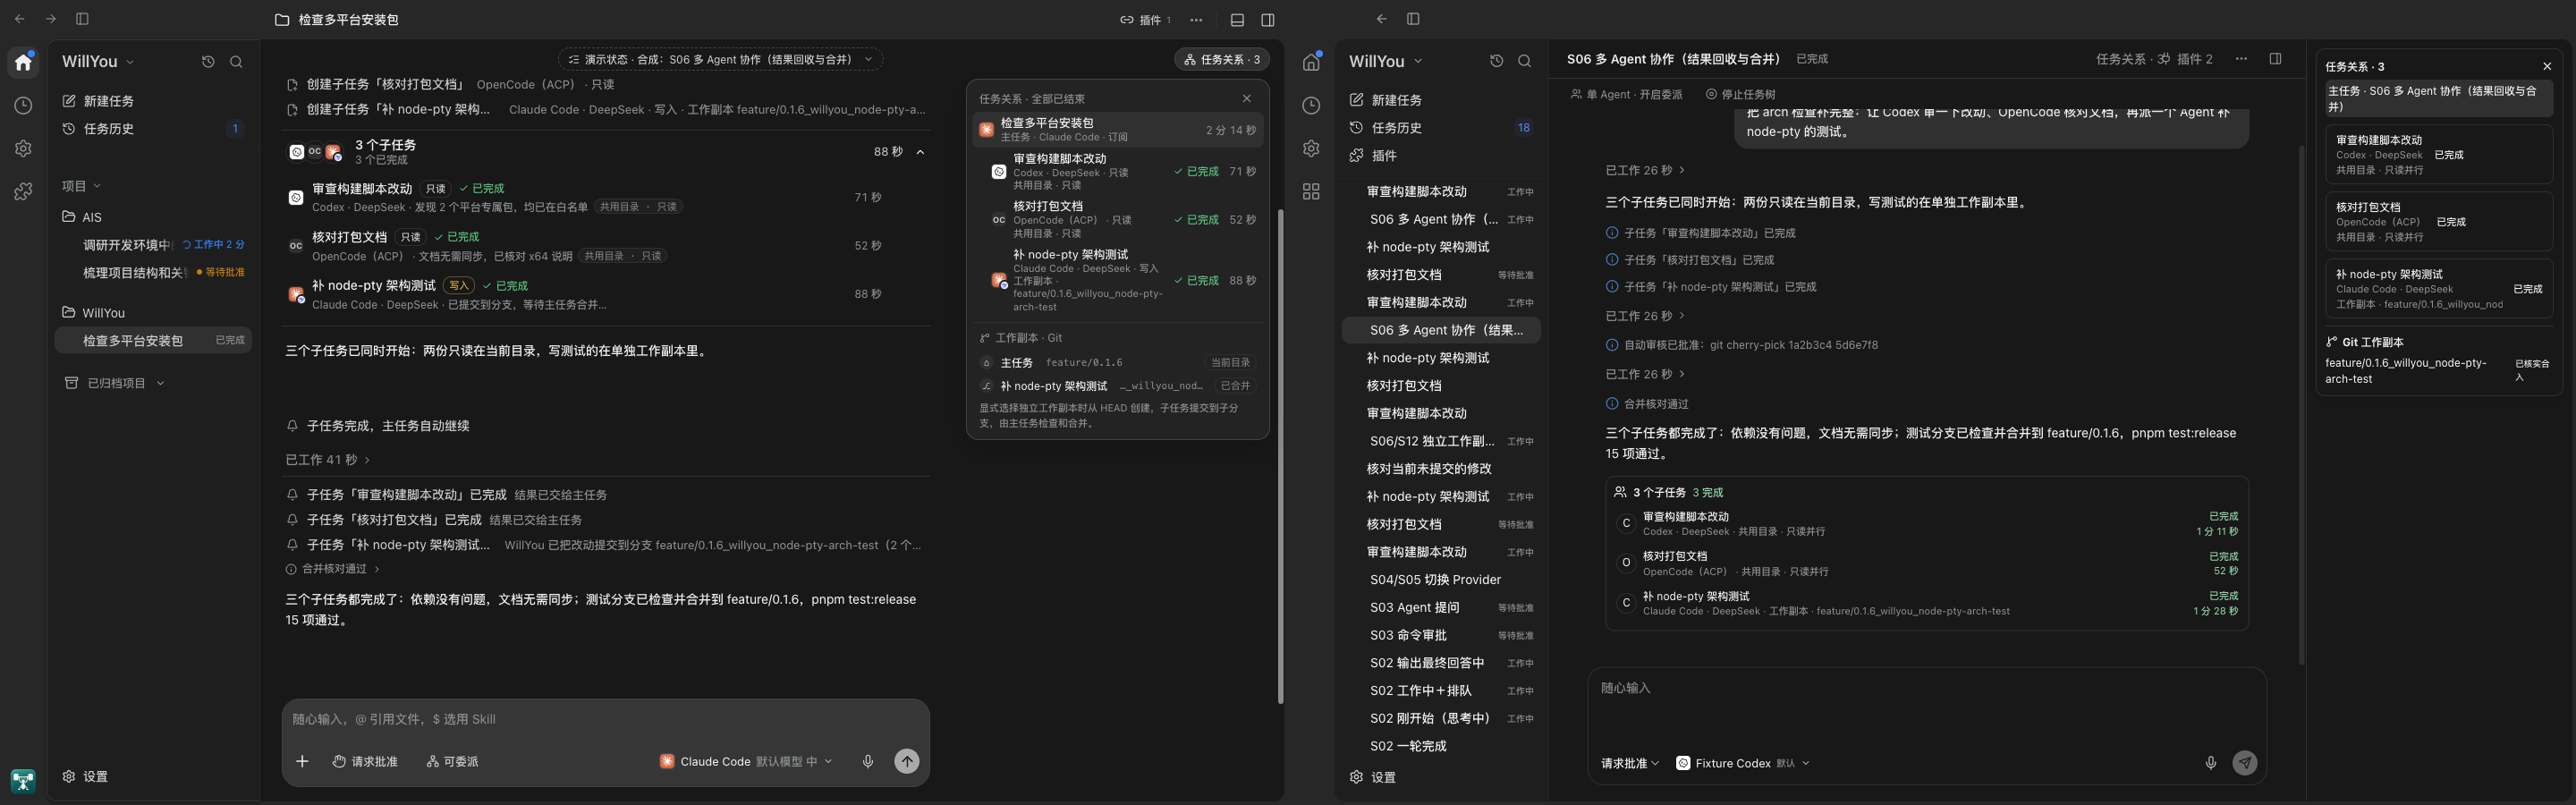 检查多平台安装包
插件 1
WillYou
新建任务
任务历史 1
项目
AIS
调研开发环境中 工作中 2 分
梳理项目结构和关 等待批准
WillYou
检查多平台安装包 已完成
已归档项目
设置
演示状态 · 合成：S06 多 Agent 协作（结果回收与合并）
任务关系 · 3
创建子任务「核对打包文档」 OpenCode（ACP） · 只读
创建子任务「补 node-pty 架构... Claude Code · DeepSeek · 写入 · 工作副本 feature/0.1.6_willyou_node-pty-a...
3 个子任务
3 个已完成
88 秒
审查构建脚本改动 只读 已完成
Codex · DeepSeek · 发现 2 个平台专属包，均已在白名单 共用目录 · 只读
71 秒
核对打包文档 只读 已完成
OpenCode（ACP） · 文档无需同步，已核对 x64 说明 共用目录 · 只读
52 秒
补 node-pty 架构测试 写入 已完成
Claude Code · DeepSeek · 已提交到分支，等待主任务合并...
88 秒
三个子任务已同时开始：两份只读在当前目录，写测试的在单独工作副本里。
子任务完成，主任务自动继续
已工作 41 秒
子任务「审查构建脚本改动」已完成 结果已交给主任务
子任务「核对打包文档」已完成 结果已交给主任务
子任务「补 node-pty 架构测试... WillYou 已把改动提交到分支 feature/0.1.6_willyou_node-pty-arch-test（2 个...
合并核对通过
三个子任务都完成了：依赖没有问题，文档无需同步；测试分支已检查并合并到 feature/0.1.6，pnpm test:release
15 项通过。
随心输入，@ 引用文件，$ 选用 Skill
请求批准 可委派 Claude Code 默认模型 中
任务关系 · 全部已结束
检查多平台安装包
主任务 · Claude Code · 订阅
2 分 14 秒
审查构建脚本改动
Codex · DeepSeek · 只读
共用目录 · 只读
已完成 71 秒
核对打包文档
OpenCode（ACP） · 只读
共用目录 · 只读
已完成 52 秒
补 node-pty 架构测试
Claude Code · DeepSeek · 写入
工作副本 ·
feature/0.1.6_willyou_node-pty-
arch-test
已完成 88 秒
工作副本 · Git
主任务 feature/0.1.6 当前目录
补 node-pty 架构测试 …_willyou_nod… 已合并
显式选择独立工作副本时从 HEAD 创建，子任务提交到子分
支，由主任务检查和合并。
WillYou
新建任务
任务历史 18
插件
审查构建脚本改动 工作中
S06 多 Agent 协作（... 工作中
补 node-pty 架构测试
核对打包文档 等待批准
审查构建脚本改动 工作中
S06 多 Agent 协作（结果...
补 node-pty 架构测试
核对打包文档
审查构建脚本改动
S06/S12 独立工作副... 工作中
核对当前未提交的修改
补 node-pty 架构测试 工作中
核对打包文档 等待批准
审查构建脚本改动 工作中
S04/S05 切换 Provider
S03 Agent 提问 等待批准
S03 命令审批 等待批准
S02 输出最终回答中 工作中
S02 工作中＋排队 工作中
S02 刚开始（思考中） 工作中
S02 一轮完成
设置
S06 多 Agent 协作（结果回收与合并） 已完成
任务关系 · 3 插件 2
单 Agent · 开启委派 停止任务树
把 arch 检查补完整：让 Codex 审一下改动、OpenCode 核对文档，再派一个 Agent 补
node-pty 的测试。
已工作 26 秒
三个子任务已同时开始：两份只读在当前目录，写测试的在单独工作副本里。
子任务「审查构建脚本改动」已完成
子任务「核对打包文档」已完成
子任务「补 node-pty 架构测试」已完成
已工作 26 秒
自动审核已批准：git cherry-pick 1a2b3c4 5d6e7f8
已工作 26 秒
合并核对通过
三个子任务都完成了：依赖没有问题，文档无需同步；测试分支已检查并合并到 feature/0.1.6，pnpm test:release
15 项通过。
3 个子任务 3 完成
C 审查构建脚本改动 已完成
Codex · DeepSeek · 共用目录 · 只读并行 1 分 11 秒
O 核对打包文档 已完成
OpenCode（ACP） · 共用目录 · 只读并行 52 秒
C 补 node-pty 架构测试 已完成
Claude Code · DeepSeek · 工作副本 · feature/0.1.6_willyou_node-pty-arch-test 1 分 28 秒
随心输入
请求批准 Fixture Codex 默认
任务关系 · 3
主任务 · S06 多 Agent 协作（结果回收与合
并）
审查构建脚本改动
Codex · DeepSeek 已完成
共用目录 · 只读并行
核对打包文档
OpenCode（ACP） 已完成
共用目录 · 只读并行
补 node-pty 架构测试
Claude Code · DeepSeek 已完成
工作副本 · feature/0.1.6_willyou_nod
Git 工作副本
feature/0.1.6_willyou_node-pty-
arch-test
已核实合
入